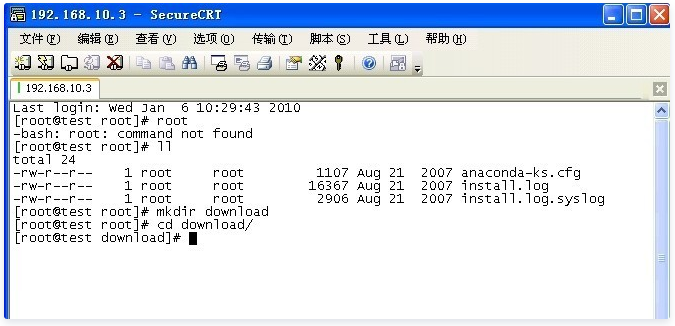 192.168.10.3 - SecureCRT
文件(F) 编辑(E) 查看(V) 选项(O) 传输(T) 脚本(S) 工具(L) 帮助(H)
192.168.10.3
Last login: Wed Jan  6 10:29:43 2010
[root@test root]# root
-bash: root: command not found
[root@test root]# ll
total 24
-rw-r--r--    1 root     root         1107 Aug 21  2007 anaconda-ks.cfg
-rw-r--r--    1 root     root        16367 Aug 21  2007 install.log
-rw-r--r--    1 root     root         2906 Aug 21  2007 install.log.syslog
[root@test root]# mkdir download
[root@test root]# cd download/
[root@test download]#